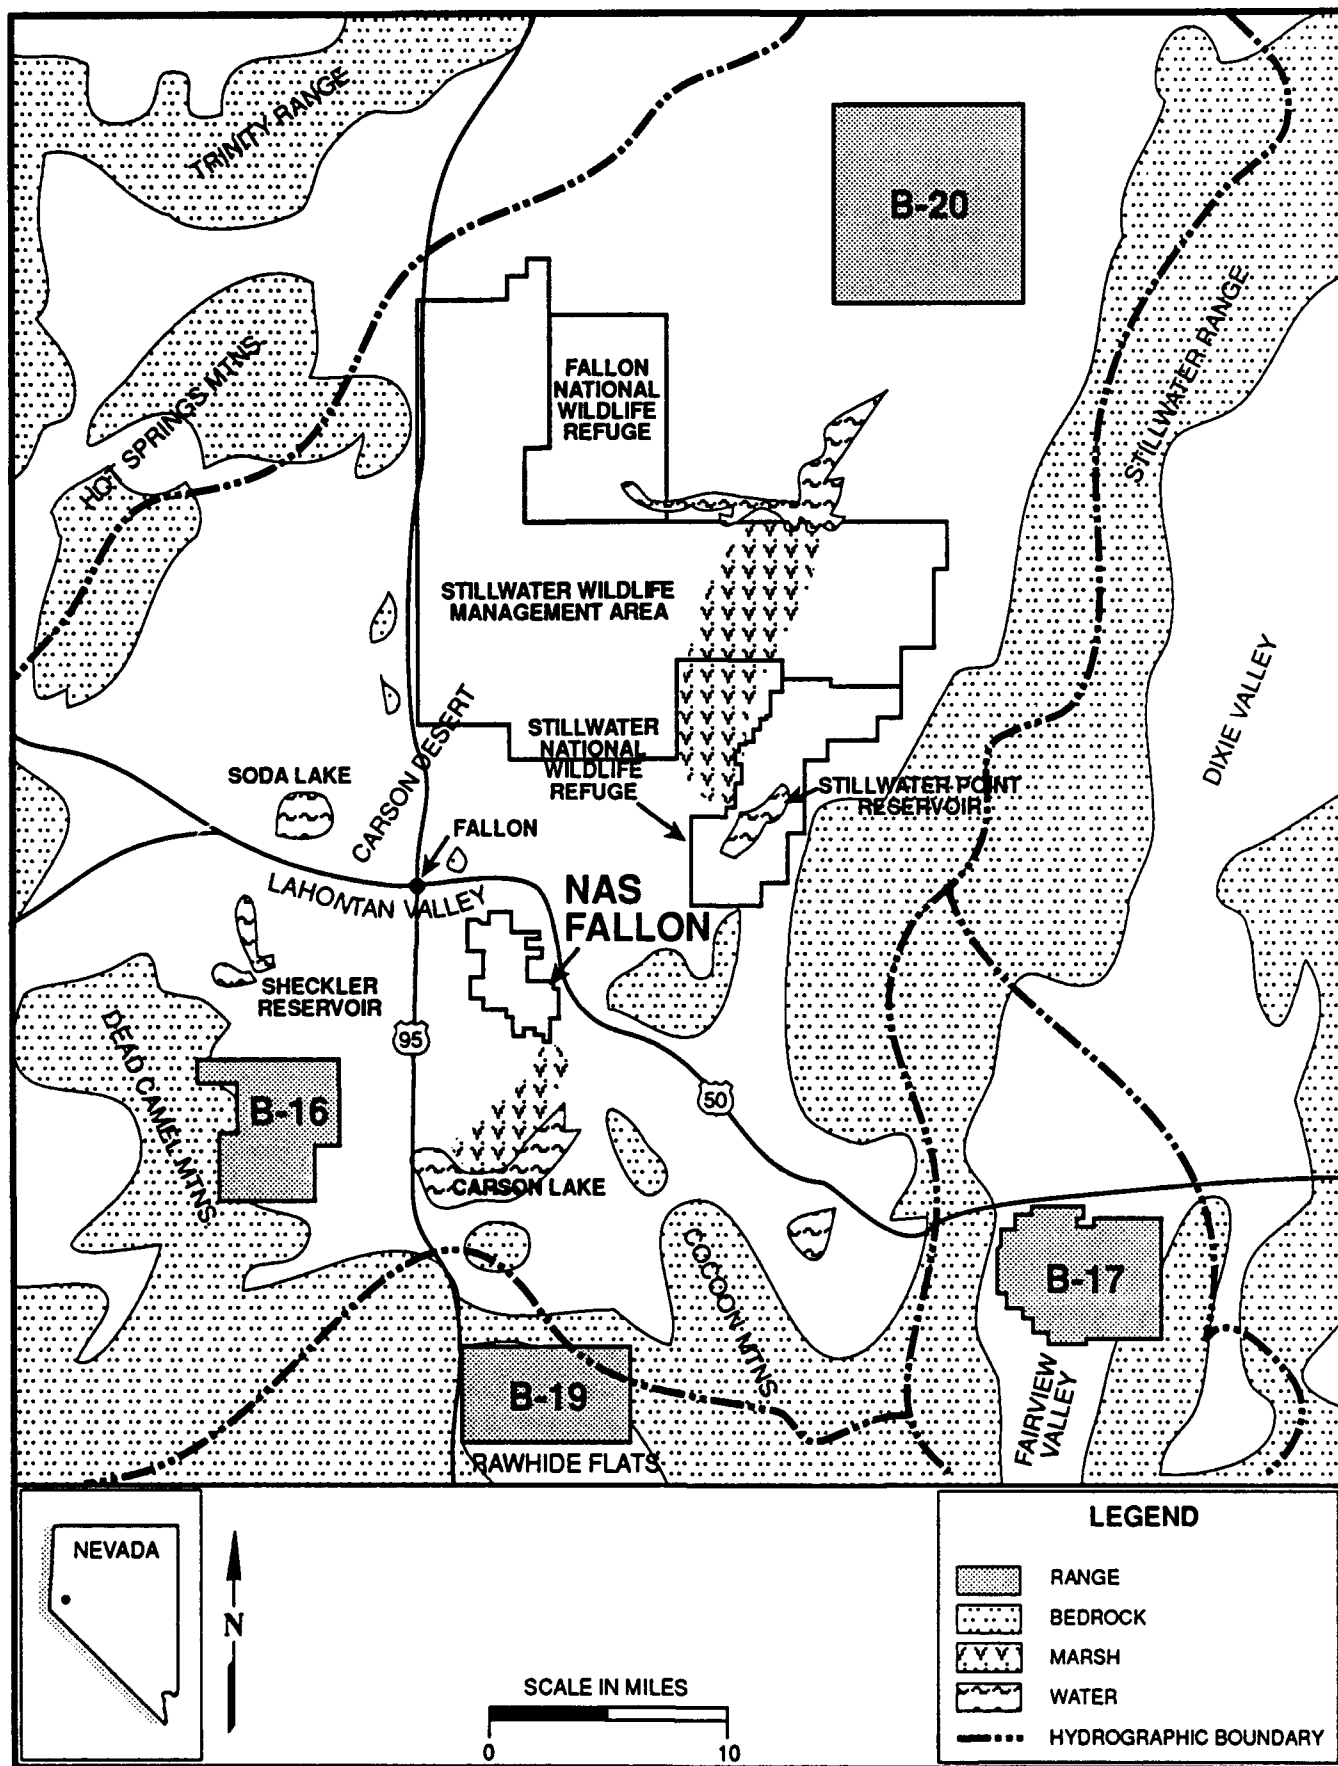 TRINITY RANGE
B-20
STILLWATER RANGE
HOT SPRINGS MTNS
FALLON
NATIONAL
WILDLIFE
REFUGE
STILLWATER WILDLIFE
MANAGEMENT AREA
DIXIE VALLEY
CARSON DESERT
STILLWATER
NATIONAL
WILDLIFE
REFUGE
SODA LAKE
STILLWATER POINT
RESERVOIR
FALLON
LAHONTAN VALLEY
NAS
FALLON
SHECKLER
RESERVOIR
DEAD CAMEL MTNS
95
50
B-16
CARSON LAKE
COCOON MTNS
B-17
B-19
FAIRVIEW
VALLEY
RAWHIDE FLATS
NEVADA
N
SCALE IN MILES
0
10
LEGEND
RANGE
BEDROCK
MARSH
WATER
HYDROGRAPHIC BOUNDARY